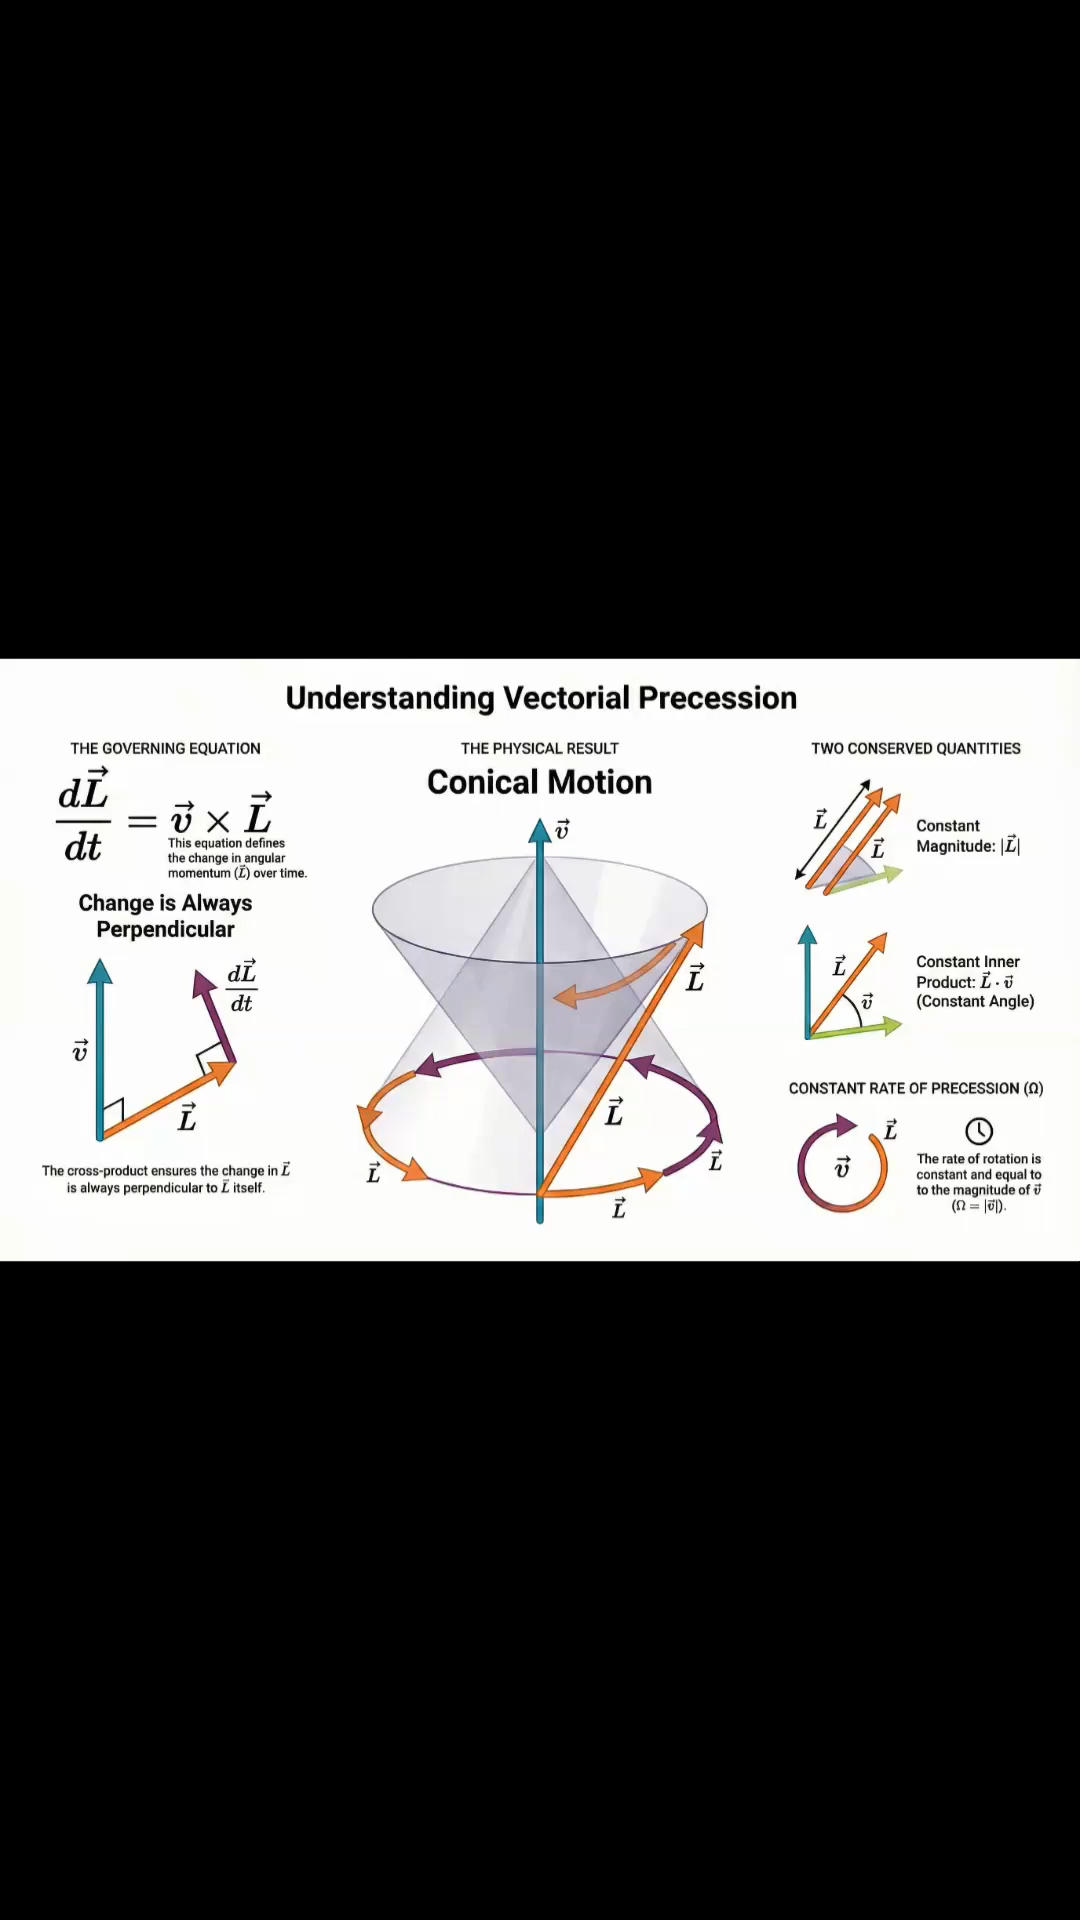 Understanding Vectorial Precession
THE GOVERNING EQUATION
dL⃗/dt = v⃗ × L⃗
This equation defines
the change in angular
momentum (L⃗) over time.
Change is Always
Perpendicular
v⃗
dL⃗/dt
L⃗
The cross-product ensures the change in L⃗
is always perpendicular to L⃗ itself.
THE PHYSICAL RESULT
Conical Motion
v⃗
L⃗
L⃗
L⃗
L⃗
L⃗
TWO CONSERVED QUANTITIES
L⃗
L⃗
Constant
Magnitude: |L⃗|
L⃗
v⃗
Constant Inner
Product: L⃗ · v⃗
(Constant Angle)
CONSTANT RATE OF PRECESSION (Ω)
L⃗
v⃗
The rate of rotation is
constant and equal to
to the magnitude of v⃗
(Ω = |v⃗|).